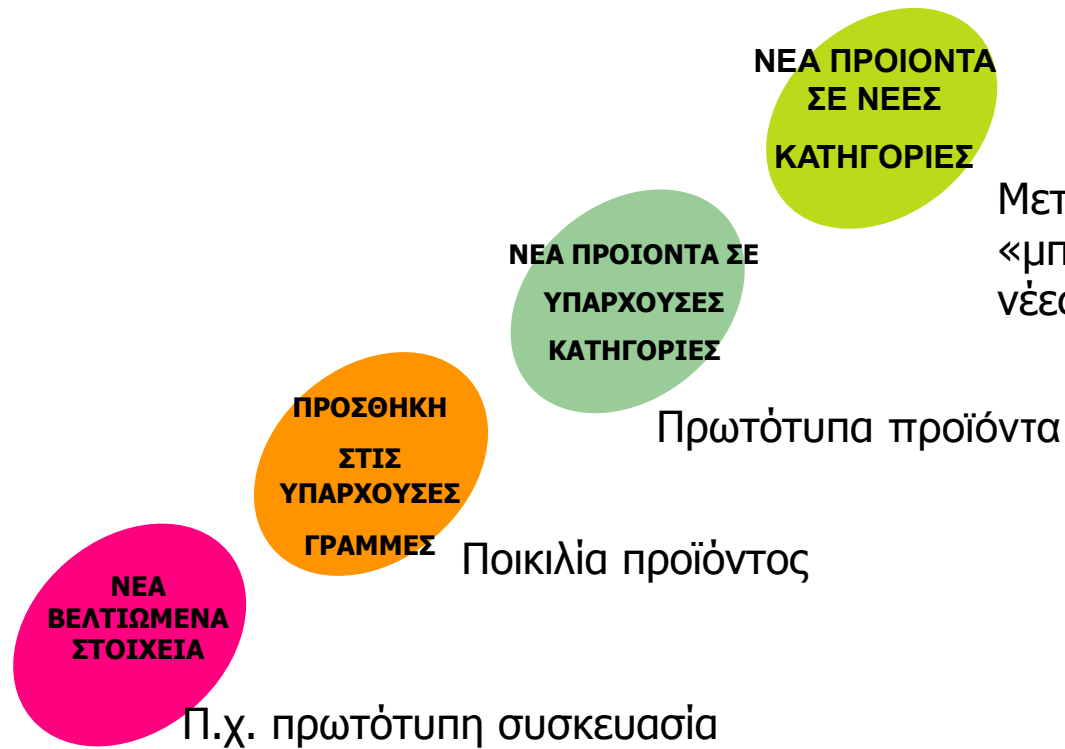 ΝΕΑ ΠΡΟΙΟΝΤΑ
ΣΕ ΝΕΕΣ
ΚΑΤΗΓΟΡΙΕΣ
ΝΕΑ ΠΡΟΙΟΝΤΑ ΣΕ
ΥΠΑΡΧΟΥΣΕΣ
ΚΑΤΗΓΟΡΙΕΣ
Πρωτότυπα προϊόντα
ΠΡΟΣΘΗΚΗ
ΣΤΙΣ
ΥΠΑΡΧΟΥΣΕΣ
ΓΡΑΜΜΕΣ
Ποικιλία προϊόντος
ΝΕΑ
ΒΕΛΤΙΩΜΕΝΑ
ΣΤΟΙΧΕΙΑ
Π.χ. πρωτότυπη συσκευασία